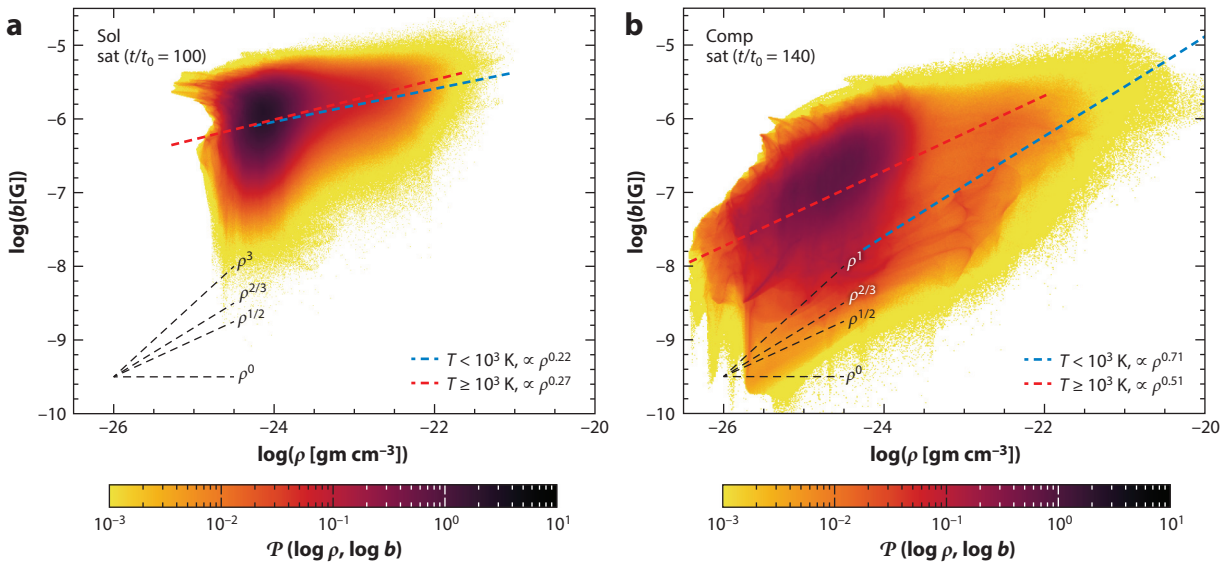 a
Sol
sat (t/t0 = 100)
log(b[G])
−5
−6
−7
−8
−9
−10
ρ3
ρ2/3
ρ1/2
ρ0
T < 10³ K, ∝ ρ0.22
T ≥ 10³ K, ∝ ρ0.27
−26
−24
−22
−20
log(ρ [gm cm−3])
10−3
10−2
10−1
100
101
𝒫 (log ρ, log b)
b
Comp
sat (t/t0 = 140)
log(b[G])
−5
−6
−7
−8
−9
−10
ρ1
ρ2/3
ρ1/2
ρ0
T < 10³ K, ∝ ρ0.71
T ≥ 10³ K, ∝ ρ0.51
−26
−24
−22
−20
log(ρ [gm cm−3])
10−3
10−2
10−1
100
101
𝒫 (log ρ, log b)